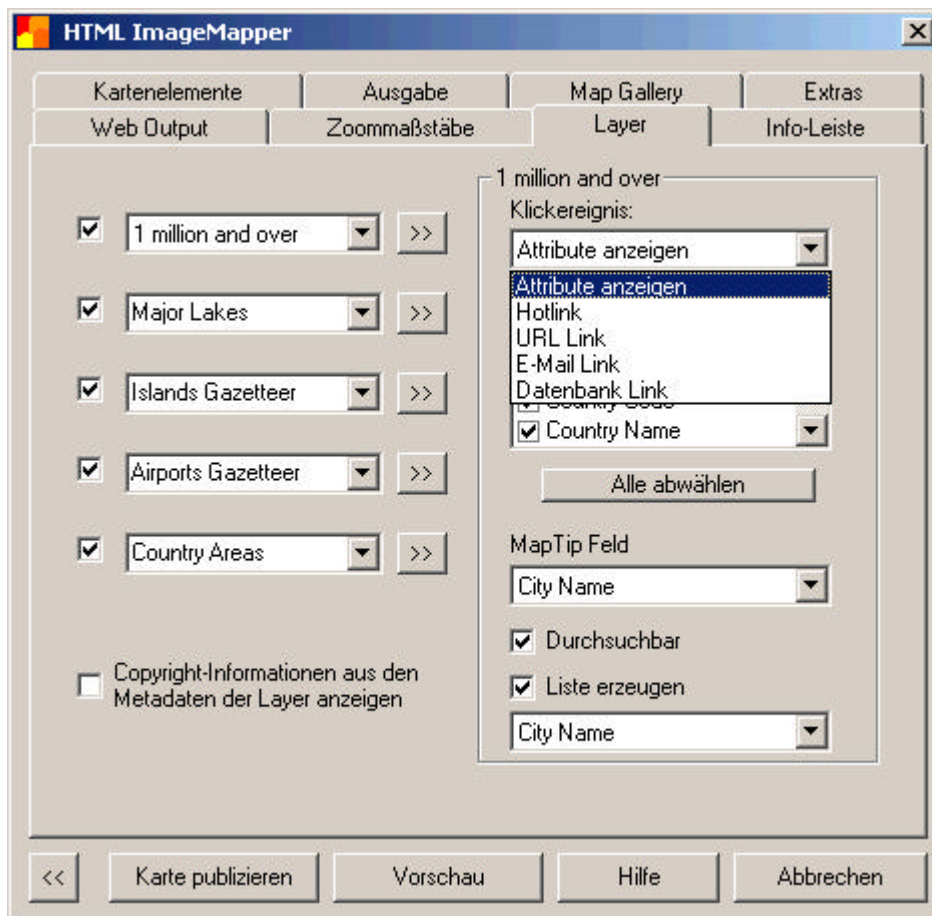 HTML ImageMapper
Kartenelemente
Ausgabe
Map Gallery
Extras
Web Output
Zoommaßstäbe
Layer
Info-Leiste
1 million and over
>>
Major Lakes
>>
Islands Gazetteer
>>
Airports Gazetteer
>>
Country Areas
>>
Copyright-Informationen aus den
Metadaten der Layer anzeigen
1 million and over
Klickereignis:
Attribute anzeigen
Attribute anzeigen
Hotlink
URL Link
E-Mail Link
Datenbank Link
Country Code
Country Name
Alle abwählen
MapTip Feld
City Name
Durchsuchbar
Liste erzeugen
City Name
<<
Karte publizieren
Vorschau
Hilfe
Abbrechen